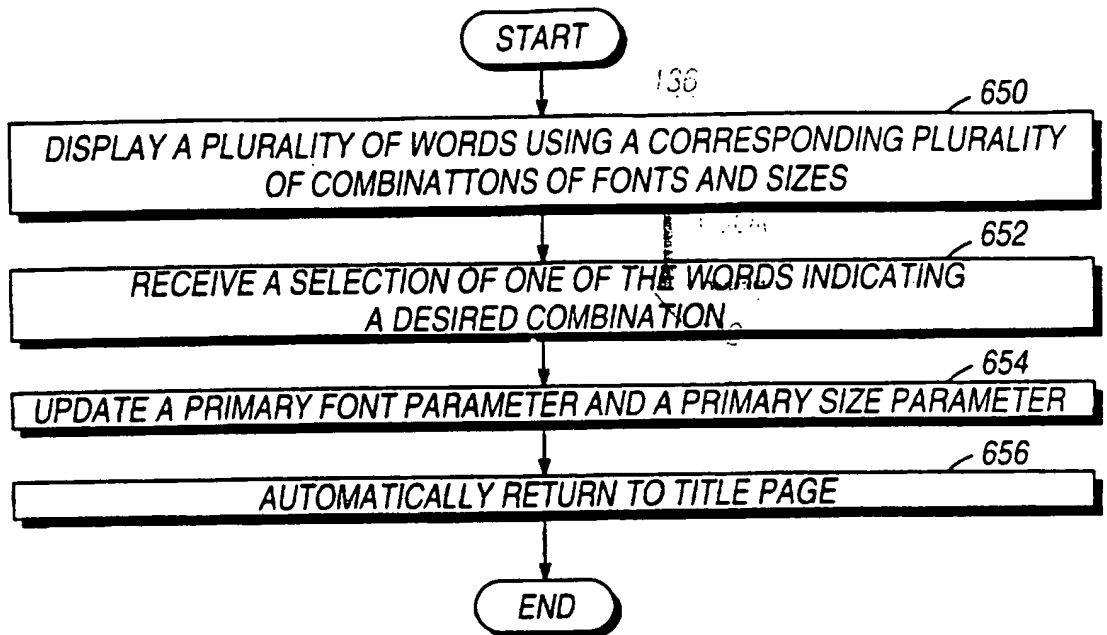 START
136
650
DISPLAY A PLURALITY OF WORDS USING A CORRESPONDING PLURALITY
OF COMBINATTONS OF FONTS AND SIZES
652
RECEIVE A SELECTION OF ONE OF THE WORDS INDICATING
A DESIRED COMBINATION
654
UPDATE A PRIMARY FONT PARAMETER AND A PRIMARY SIZE PARAMETER
656
AUTOMATICALLY RETURN TO TITLE PAGE
END